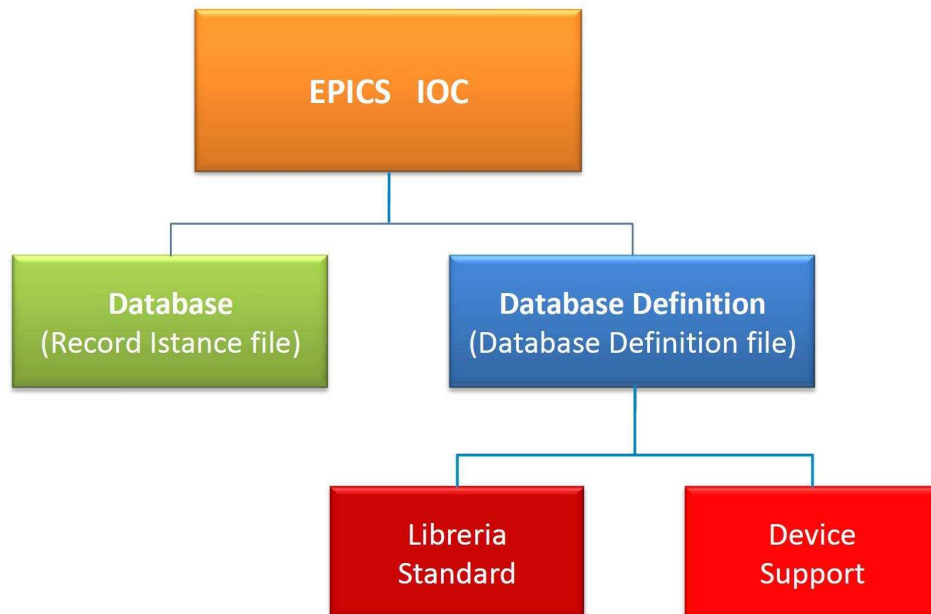 EPICS IOC
Database
(Record Istance file)
Database Definition
(Database Definition file)
Libreria
Standard
Device
Support